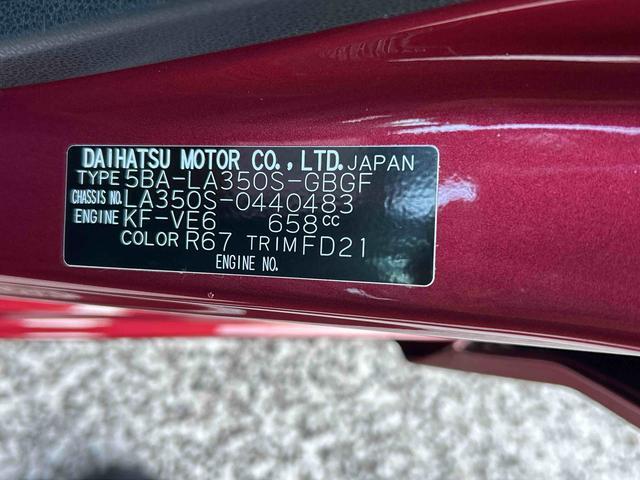 DAIHATSU MOTOR CO., LTD. JAPAN
TYPE 5BA-LA350S-GBGF
CHASSIS NO. LA350S-0440483
ENGINE KF-VE6 658cc
COLOR R67 TRIM FD21
ENGINE NO.